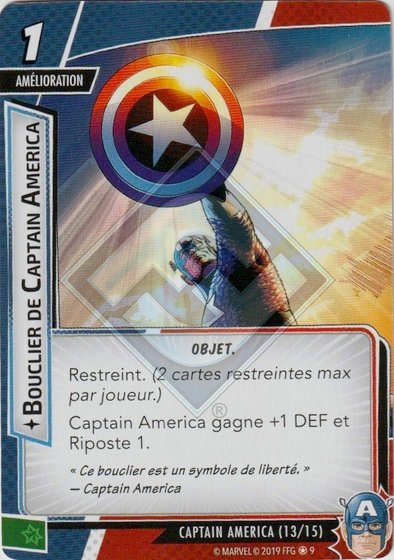 1
AMÉLIORATION
BOUCLIER DE CAPTAIN AMERICA
OBJET.
Restreint. (2 cartes restreintes max
par joueur.)
Captain America gagne +1 DEF et
Riposte 1.
« Ce bouclier est un symbole de liberté. »
— Captain America
CAPTAIN AMERICA (13/15)
© MARVEL © 2019 FFG 9
A
®